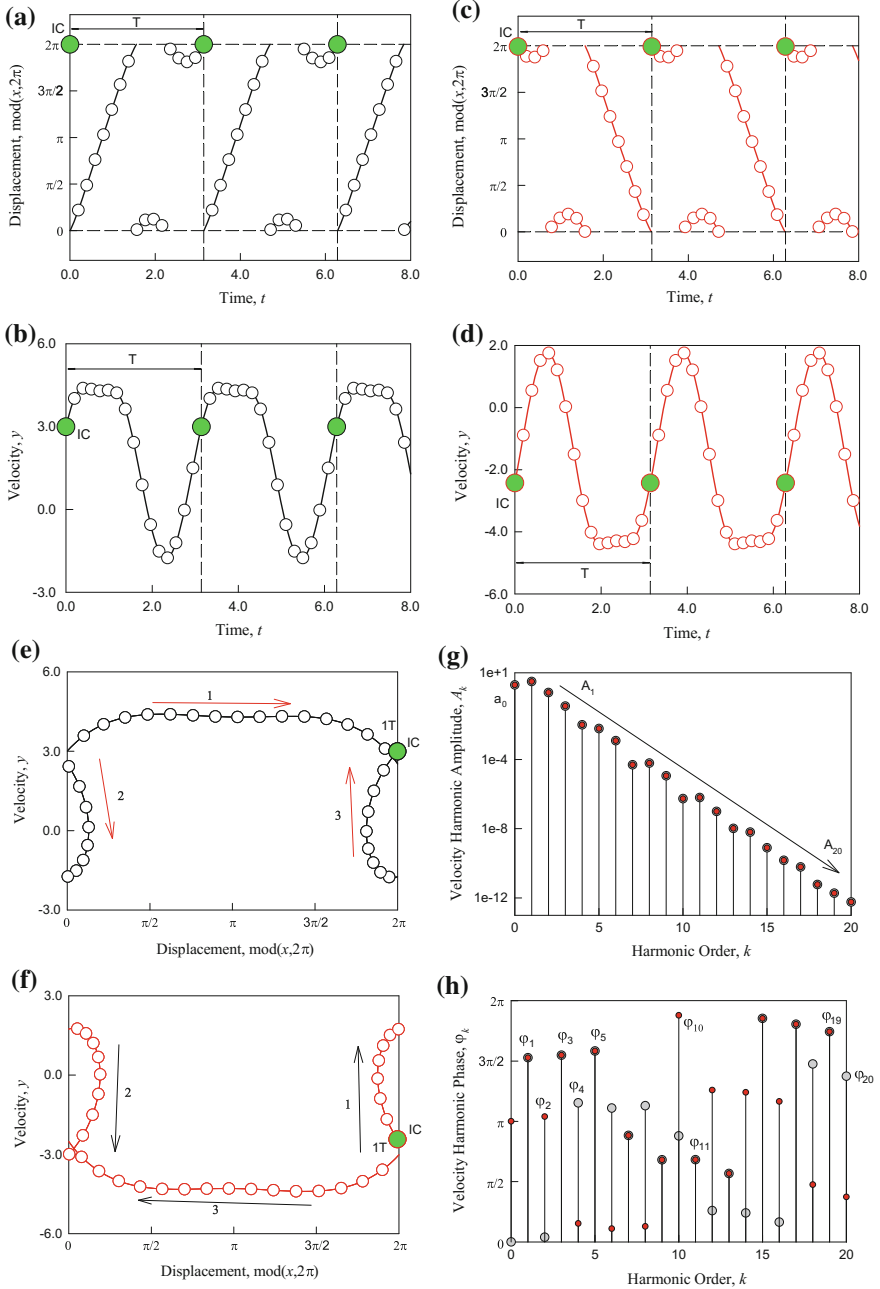 (a)
IC
T
2π
3π/2
π
π/2
0
Displacement, mod(x,2π)
0.0 2.0 4.0 6.0 8.0
Time, t
(c)
IC
T
2π
3π/2
π
π/2
0
Displacement, mod(x,2π)
0.0 2.0 4.0 6.0 8.0
Time, t
(b)
6.0
3.0
0.0
-3.0
T
IC
Velocity, y
0.0 2.0 4.0 6.0 8.0
Time, t
(d)
2.0
0.0
-2.0
-4.0
-6.0
IC
T
Velocity, y
0.0 2.0 4.0 6.0 8.0
Time, t
(e)
6.0
3.0
0.0
-3.0
1
2
3
1T
IC
Velocity, y
0 π/2 π 3π/2 2π
Displacement, mod(x,2π)
(g)
1e+1
a0
1e-4
1e-8
1e-12
A1
A20
Velocity Harmonic Amplitude, Ak
0 5 10 15 20
Harmonic Order, k
(f)
3.0
0.0
-3.0
-6.0
2
1
IC
1T
3
Velocity, y
0 π/2 π 3π/2 2π
Displacement, mod(x,2π)
(h)
2π
3π/2
π
π/2
0
φ1
φ2
φ3
φ4
φ5
φ10
φ11
φ19
φ20
Velocity Harmonic Phase, φk
0 5 10 15 20
Harmonic Order, k